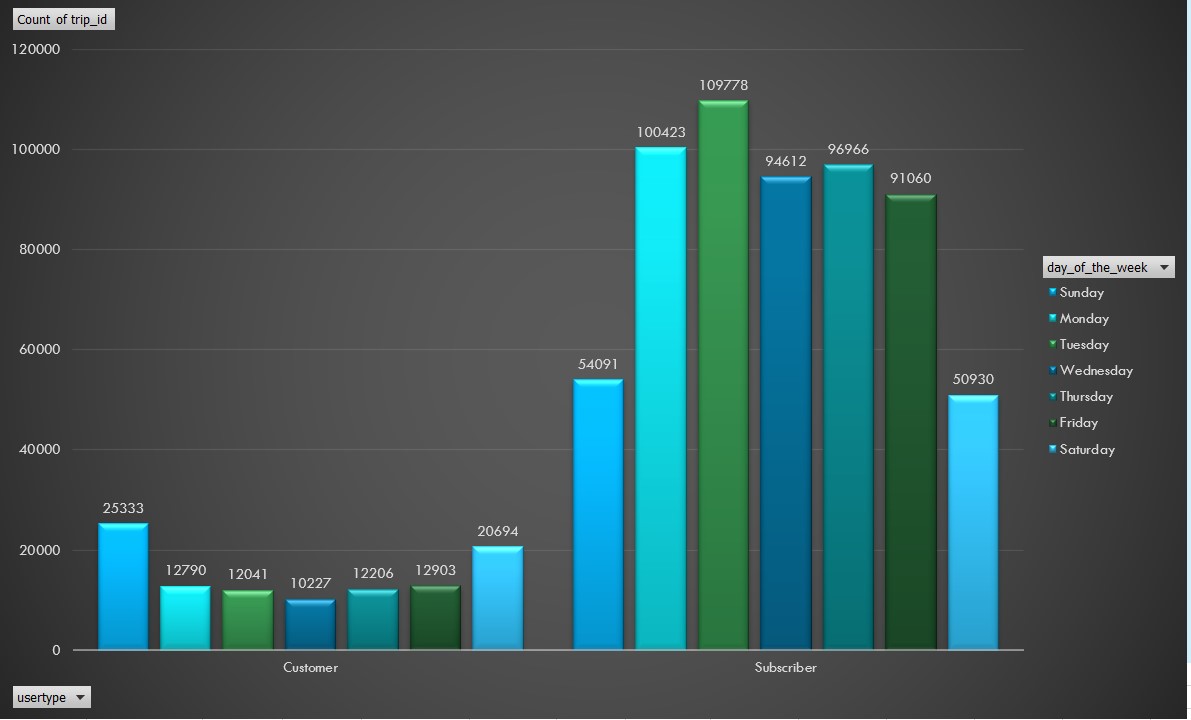 Count of trip_id
120000
100000
80000
60000
40000
20000
0
25333
12790
12041
10227
12206
12903
20694
54091
100423
109778
94612
96966
91060
50930
Customer
Subscriber
day_of_the_week
Sunday
Monday
Tuesday
Wednesday
Thursday
Friday
Saturday
usertype